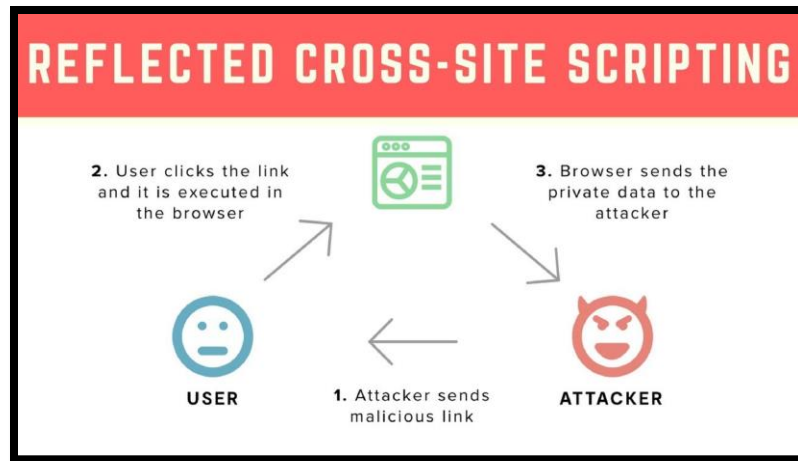 REFLECTED CROSS-SITE SCRIPTING
2. User clicks the link
and it is executed in
the browser
3. Browser sends the
private data to the
attacker
USER
1. Attacker sends
malicious link
ATTACKER